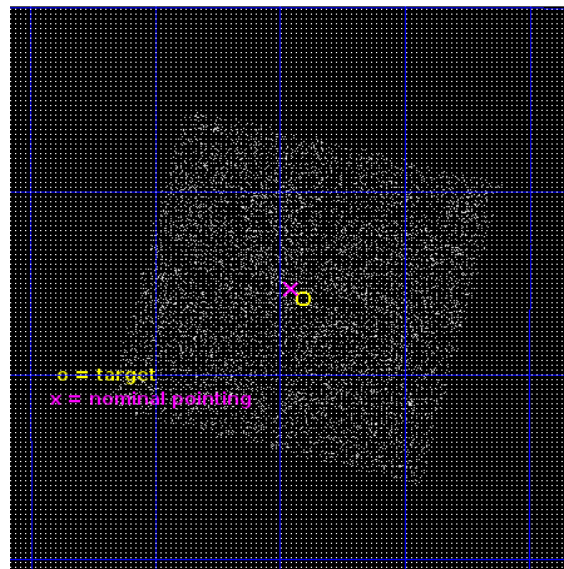 o = target
x = nominal pointing